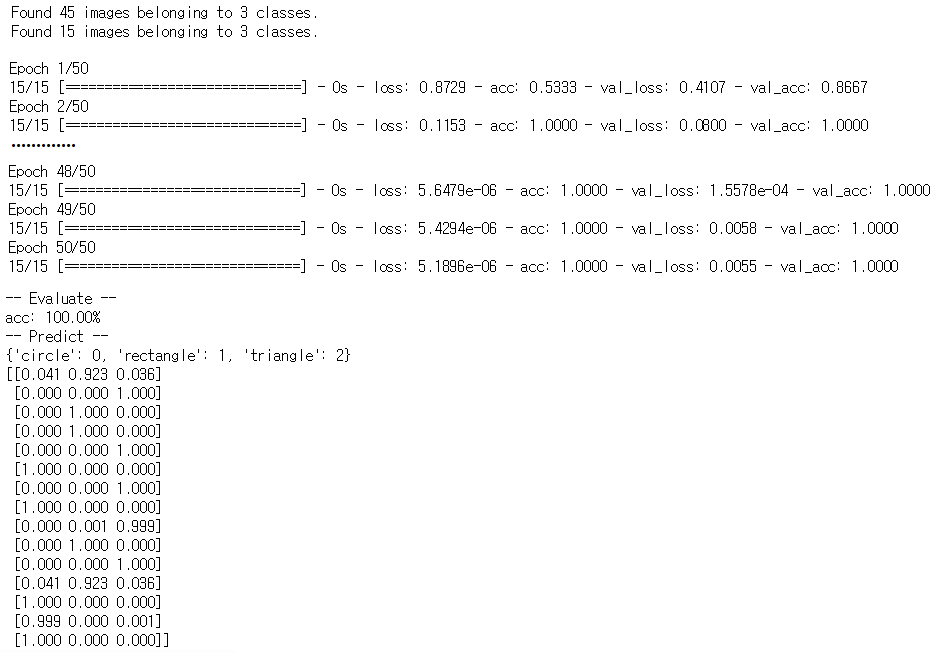 Found 45 images belonging to 3 classes.
Found 15 images belonging to 3 classes.
Epoch 1/50
15/15 [==============================] - 0s - loss: 0.8729 - acc: 0.5333 - val_loss: 0.4107 - val_acc: 0.8667
Epoch 2/50
15/15 [==============================] - 0s - loss: 0.1153 - acc: 1.0000 - val_loss: 0.0800 - val_acc: 1.0000
.............
Epoch 48/50
15/15 [==============================] - 0s - loss: 5.6479e-06 - acc: 1.0000 - val_loss: 1.5578e-04 - val_acc: 1.0000
Epoch 49/50
15/15 [==============================] - 0s - loss: 5.4294e-06 - acc: 1.0000 - val_loss: 0.0058 - val_acc: 1.0000
Epoch 50/50
15/15 [==============================] - 0s - loss: 5.1896e-06 - acc: 1.0000 - val_loss: 0.0055 - val_acc: 1.0000
-- Evaluate --
acc: 100.00%
-- Predict --
{'circle': 0, 'rectangle': 1, 'triangle': 2}
[[0.041 0.923 0.036]
[0.000 0.000 1.000]
[0.000 1.000 0.000]
[0.000 1.000 0.000]
[0.000 0.000 1.000]
[1.000 0.000 0.000]
[0.000 0.000 1.000]
[1.000 0.000 0.000]
[0.000 0.001 0.999]
[0.000 1.000 0.000]
[0.000 0.000 1.000]
[0.041 0.923 0.036]
[1.000 0.000 0.000]
[0.999 0.000 0.001]
[1.000 0.000 0.000]]